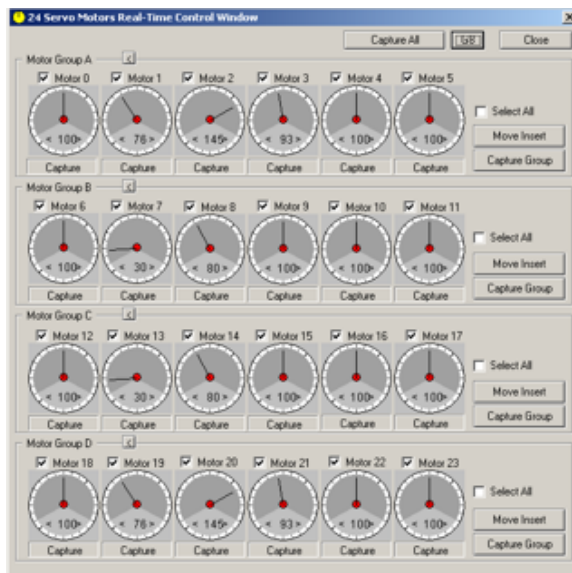 24 Servo Motors Real-Time Control Window
Capture All GB Close
Motor Group A c
Motor 0 Motor 1 Motor 2 Motor 3 Motor 4 Motor 5
Select All
< 100> < 76 > < 145> < 93 > < 100> < 100>
Move Insert
Capture Capture Capture Capture Capture Capture
Capture Group
Motor Group B c
Motor 6 Motor 7 Motor 8 Motor 9 Motor 10 Motor 11
Select All
< 100> < 30 > < 80 > < 100> < 100> < 100>
Move Insert
Capture Capture Capture Capture Capture Capture
Capture Group
Motor Group C c
Motor 12 Motor 13 Motor 14 Motor 15 Motor 16 Motor 17
Select All
< 100> < 30 > < 80 > < 100> < 100> < 100>
Move Insert
Capture Capture Capture Capture Capture Capture
Capture Group
Motor Group D c
Motor 18 Motor 19 Motor 20 Motor 21 Motor 22 Motor 23
Select All
< 100> < 76 > < 145> < 93 > < 100> < 100>
Move Insert
Capture Capture Capture Capture Capture Capture
Capture Group